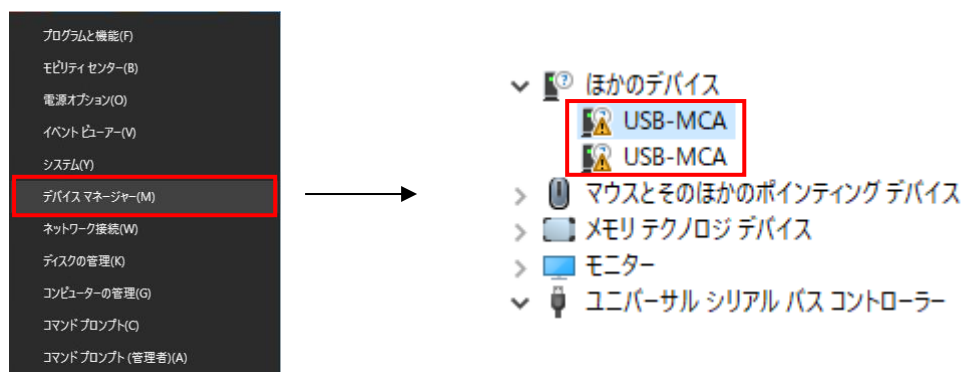 プログラムと機能(F)
モビリティ センター(B)
電源オプション(O)
イベント ビューアー(V)
システム(Y)
デバイス マネージャー(M)
ネットワーク接続(W)
ディスクの管理(K)
コンピューターの管理(G)
コマンド プロンプト(C)
コマンド プロンプト (管理者)(A)
ほかのデバイス
USB-MCA
USB-MCA
マウスとそのほかのポインティング デバイス
メモリ テクノロジ デバイス
モニター
ユニバーサル シリアル バス コントローラー